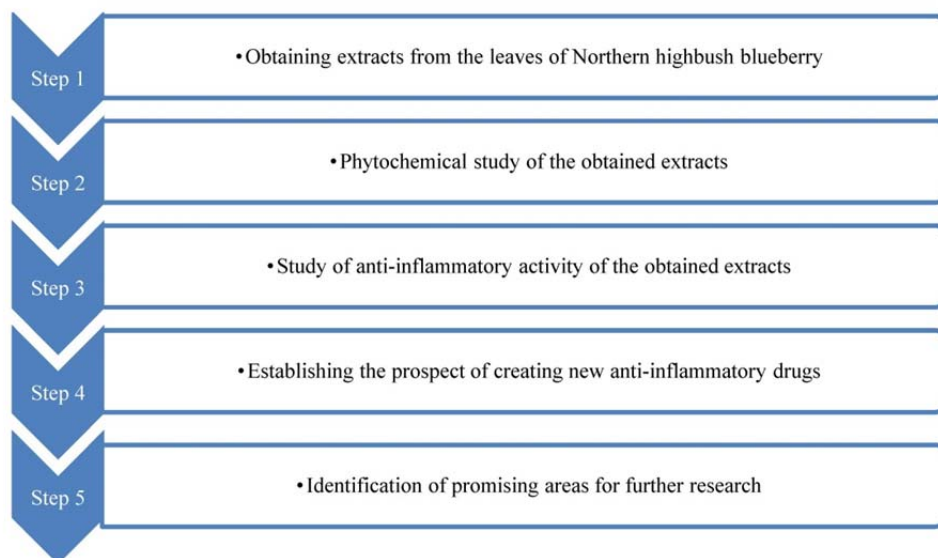 Step 1
•Obtaining extracts from the leaves of Northern highbush blueberry
Step 2
•Phytochemical study of the obtained extracts
Step 3
•Study of anti-inflammatory activity of the obtained extracts
Step 4
•Establishing the prospect of creating new anti-inflammatory drugs
Step 5
•Identification of promising areas for further research